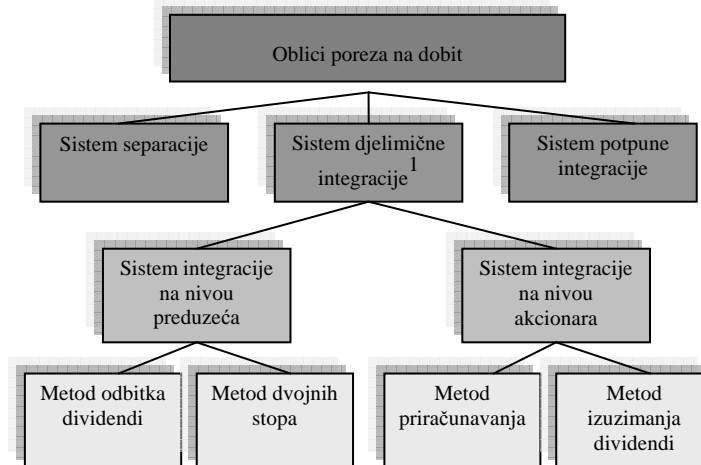 Oblici poreza na dobit
Sistem separacije
Sistem djelimične
integracije1
Sistem potpune
integracije
Sistem integracije
na nivou
preduzeća
Sistem integracije
na nivou
akcionara
Metod odbitka
dividendi
Metod dvojnih
stopa
Metod
priračunavanja
Metod
izuzimanja
dividendi